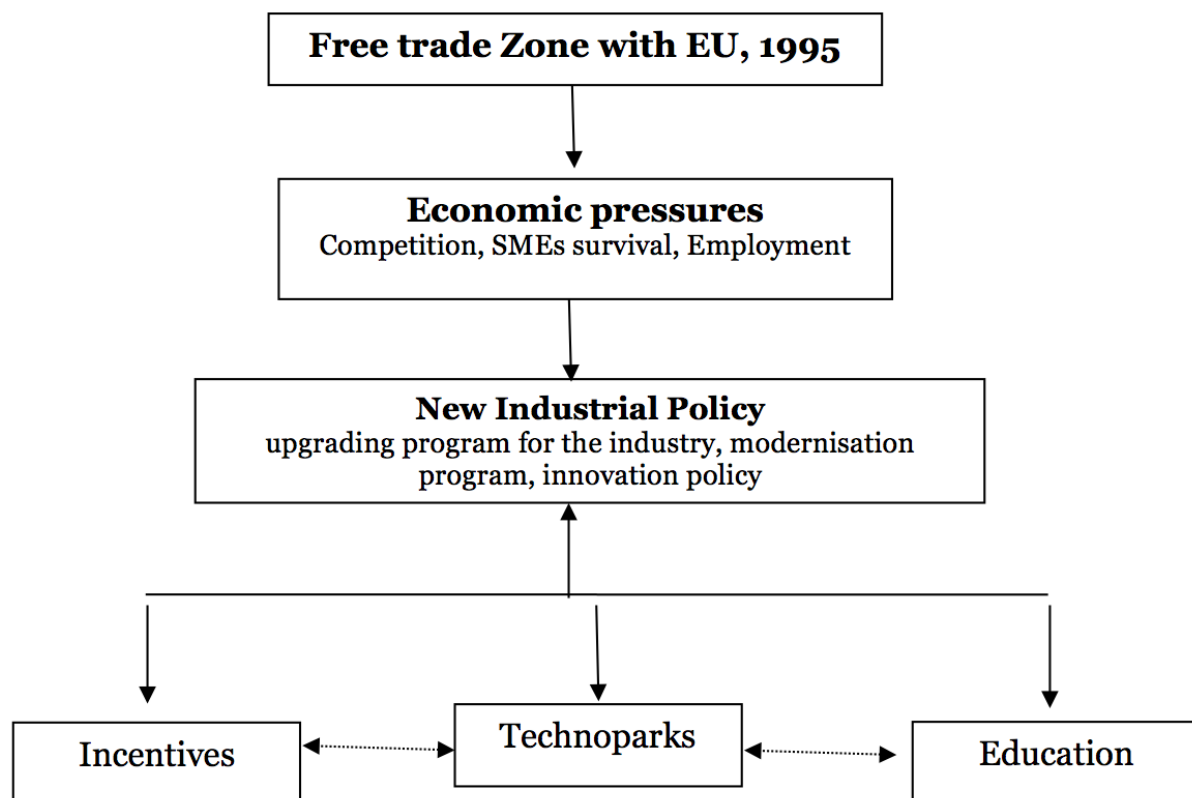 Free trade Zone with EU, 1995
Economic pressures
Competition, SMEs survival, Employment
New Industrial Policy
upgrading program for the industry, modernisation
program, innovation policy
Incentives
Technoparks
Education